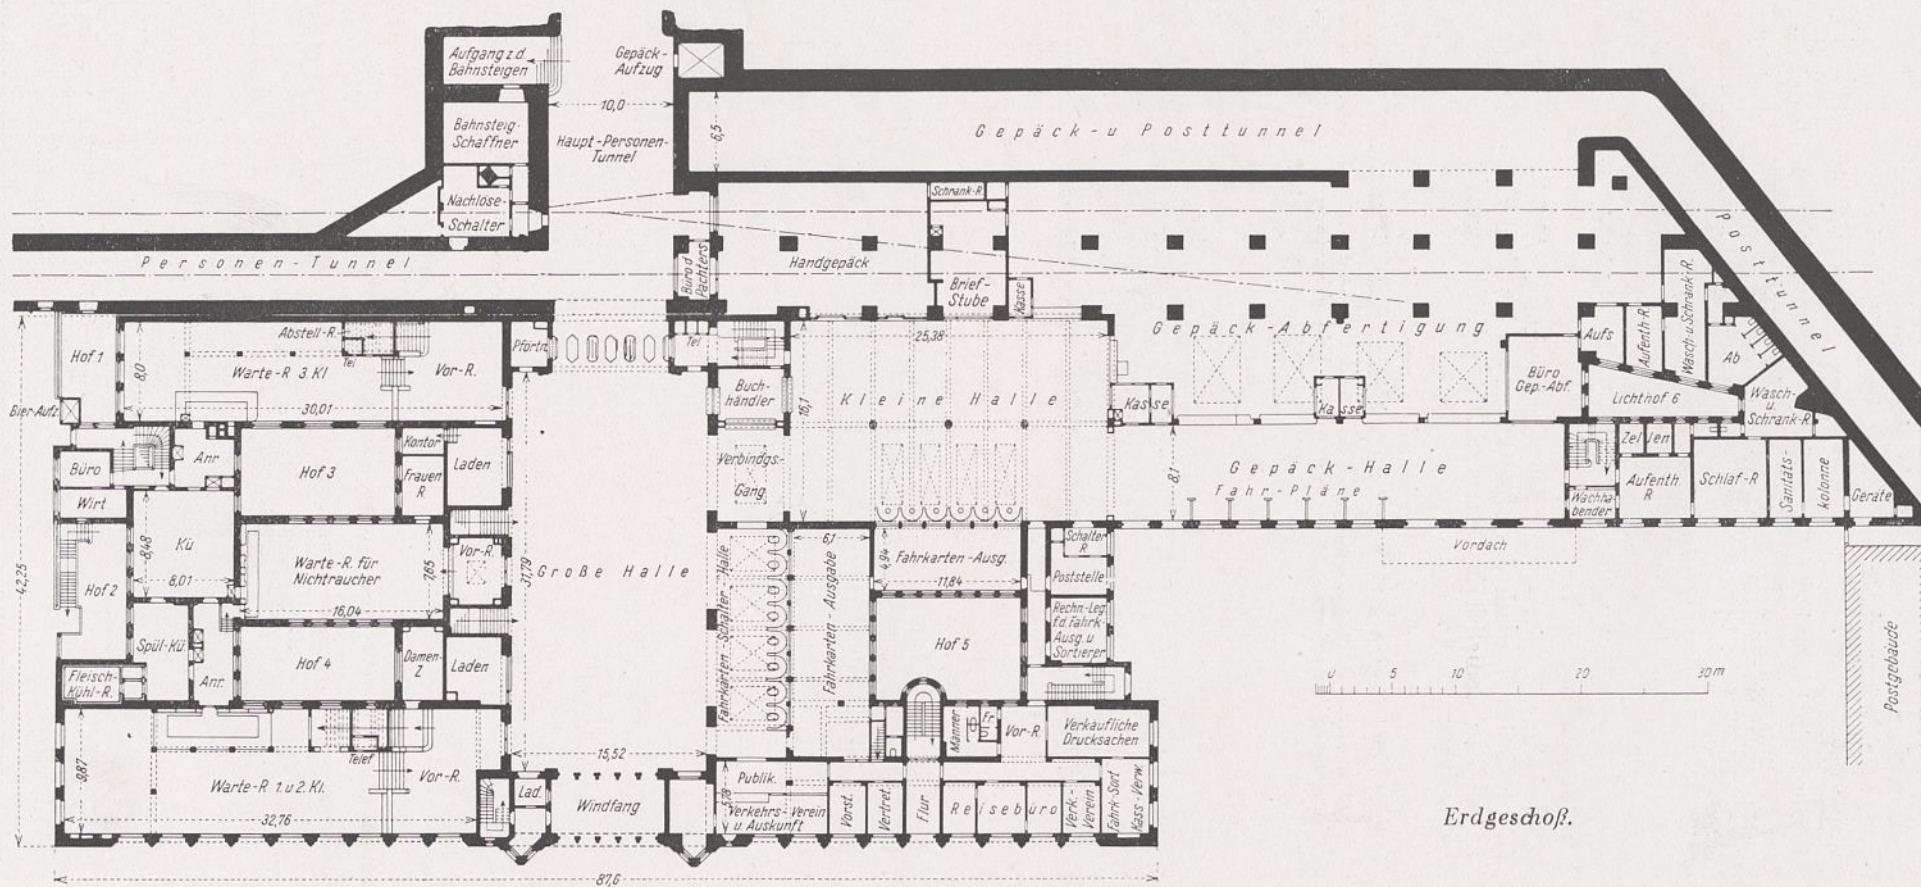 Aufgang z.d.
Bahnsteigen
Gepäck-
Aufzug
10,0
Bahnsteig-
Schaffner
Haupt-Personen-
Tunnel
6,5
Gepäck- u Posttunnel
Nachlöse-
Schalter
Schrank-R.
Posttunnel
Personen-Tunnel
Büro d
Pächters
Handgepäck
Brief-
Stube
Kasse
Wasch- u Schrank-R.
Hof 1
Abstell-R.
Tel
8,0
Warte-R 3. Kl
Vor-R.
30,01
Pförtn.
Tel
25,38
Gepäck-Abfertigung
Aufs
Aufenth-R
Ab
Bier-Aufz.
Buch-
händler
16,1
Kleine Halle
Kasse
Kasse
Büro
Gep.-Abf.
Lichthof 6
Wasch-
u.
Schrank-R
Büro
Wirt
Anr
Hof 3
Kontor
Frauen
R
Laden
Verbindgs.-
Gang
8,1
Gepäck-Halle
Fahr-Pläne
Wachha-
bender
Zellen
Aufenth.
R
Schlaf-R
Sanitäts-
kolonne
Geräte
Vordach
42,25
Hof 2
Kü
8,48
8,01
Warte-R. für
Nichtraucher
7,65
16,04
Vor-R.
37,79
Große Halle
Fahrkarten-Schalter Halle
6,1
Fahrkarten-Ausgabe
4,94
Fahrkarten-Ausg.
11,84
Schalter
R
Poststelle
Rechn-Leg
f.d. Fahrk-
Ausg. u
Sortierer
Spül-Kü.
Anr.
Hof 4
Damen-
Z
Laden
Hof 5
Fleisch-
Kühl-R.
0 5 10 20 30 m
Postgebäude
9,87
Telef
Warte-R 1. u 2. Kl.
Vor-R.
32,76
15,52
Lad.
Windfang
Publik.
5,78
Verkehrs-Verein
u. Auskunft
Vorst.
Vertret.
Flur
Männer
Fr
Vor-R.
Verkäufliche
Drucksachen
Reisebüro
Verk.-
Verein
Fahrk-Sort
Kass-Verw.
Erdgeschoß.
87,6